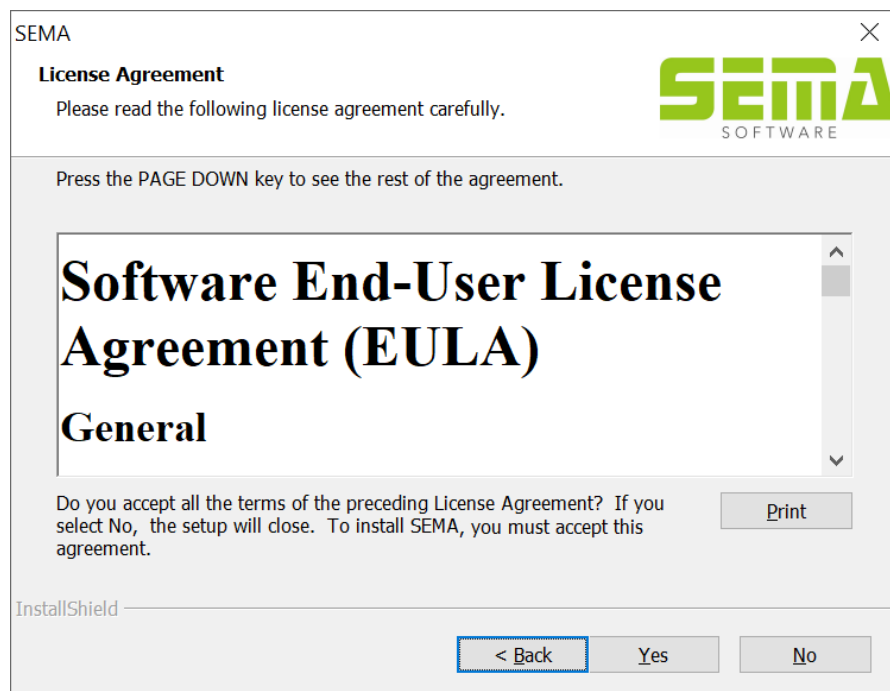 SEMA
License Agreement
Please read the following license agreement carefully.
SEMA
SOFTWARE
Press the PAGE DOWN key to see the rest of the agreement.
Software End-User License
Agreement (EULA)
General
Do you accept all the terms of the preceding License Agreement?  If you
select No,  the setup will close.  To install SEMA, you must accept this
agreement.
Print
InstallShield
< Back
Yes
No